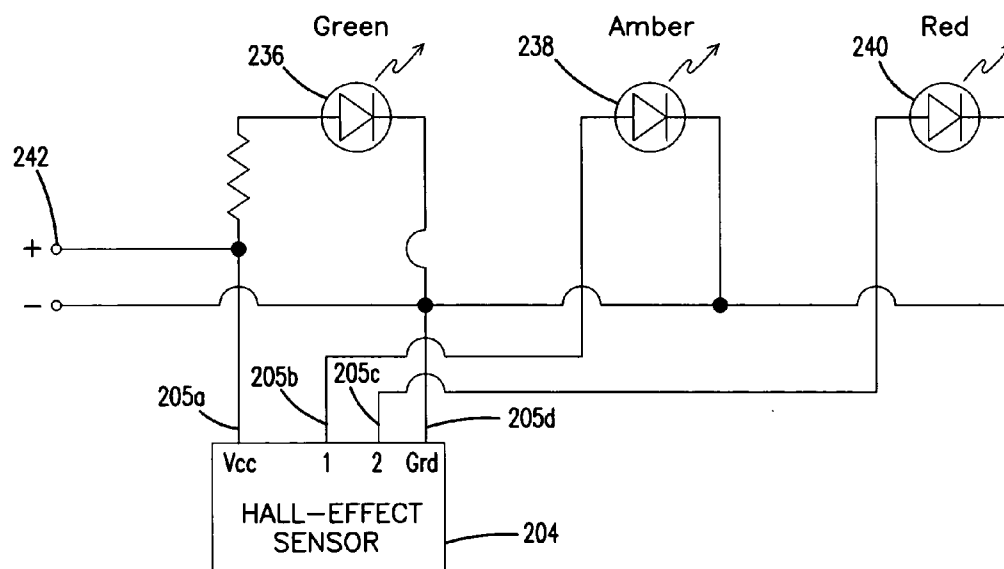 Green
Amber
Red
236
238
240
242
+
-
205a
205b
205c
205d
Vcc
1
2
Grd
HALL-EFFECT
SENSOR
204